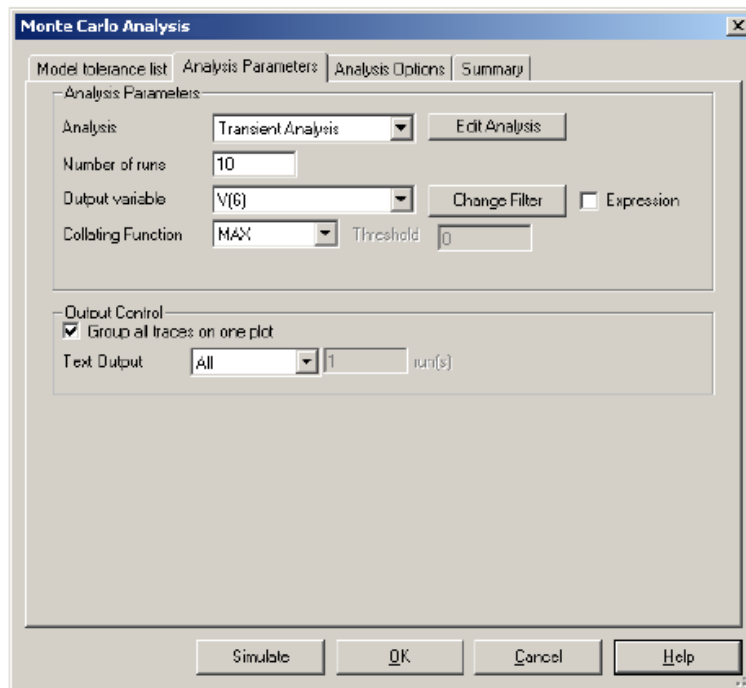 Monte Carlo Analysis
Model tolerance list Analysis Parameters Analysis Options Summary
Analysis Parameters
Analysis Transient Analysis Edit Analysis
Number of runs 10
Output variable V(6) Change Filter Expression
Collating Function MAX Threshold 0
Output Control
Group all traces on one plot
Text Output All 1 run(s)
Simulate OK Cancel Help